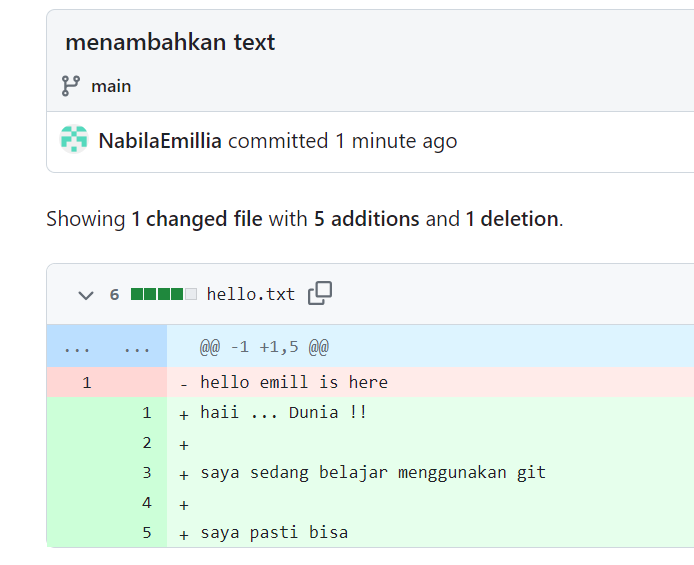 menambahkan text
main
NabilaEmillia committed 1 minute ago
Showing 1 changed file with 5 additions and 1 deletion.
6 hello.txt
... ... @@ -1 +1,5 @@
1 - hello emill is here
1 + haii ... Dunia !!
2 +
3 + saya sedang belajar menggunakan git
4 +
5 + saya pasti bisa